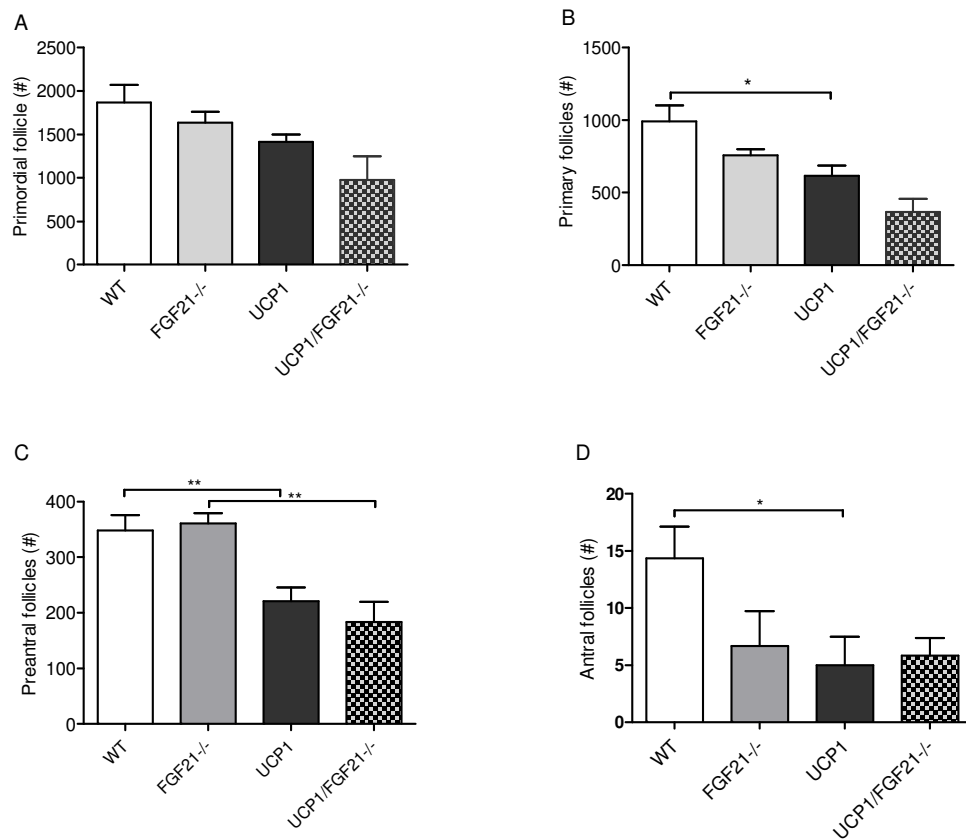 A
Primordial follicle (#)
2500
2000
1500
1000
500
0
WT
FGF21-/-
UCP1
UCP1/FGF21-/-
B
Primary follicles (#)
1500
1000
500
0
*
WT
FGF21-/-
UCP1
UCP1/FGF21-/-
C
Preantral follicles (#)
400
300
200
100
0
**
**
WT
FGF21-/-
UCP1
UCP1/FGF21-/-
D
Antral follicles (#)
20
15
10
5
0
*
WT
FGF21-/-
UCP1
UCP1/FGF21-/-